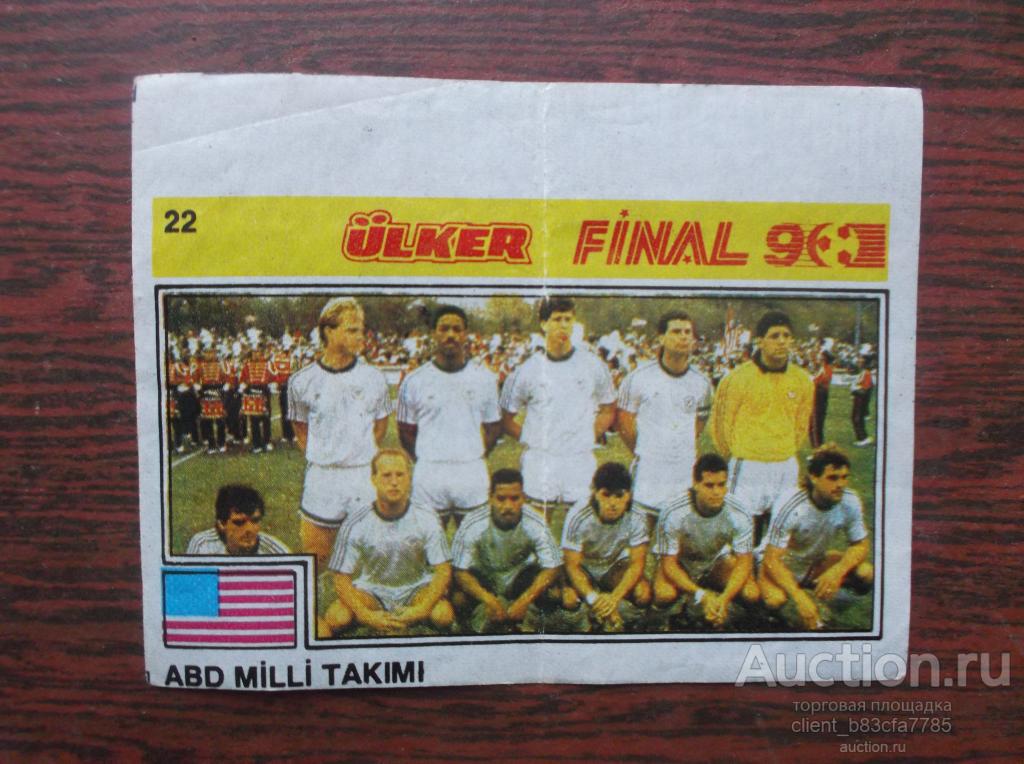 22
ÜLKER FİNAL 90
ABD MİLLİ TAKIMI
Auction.ru
торговая площадка
client_b83cfa7785
auction.ru